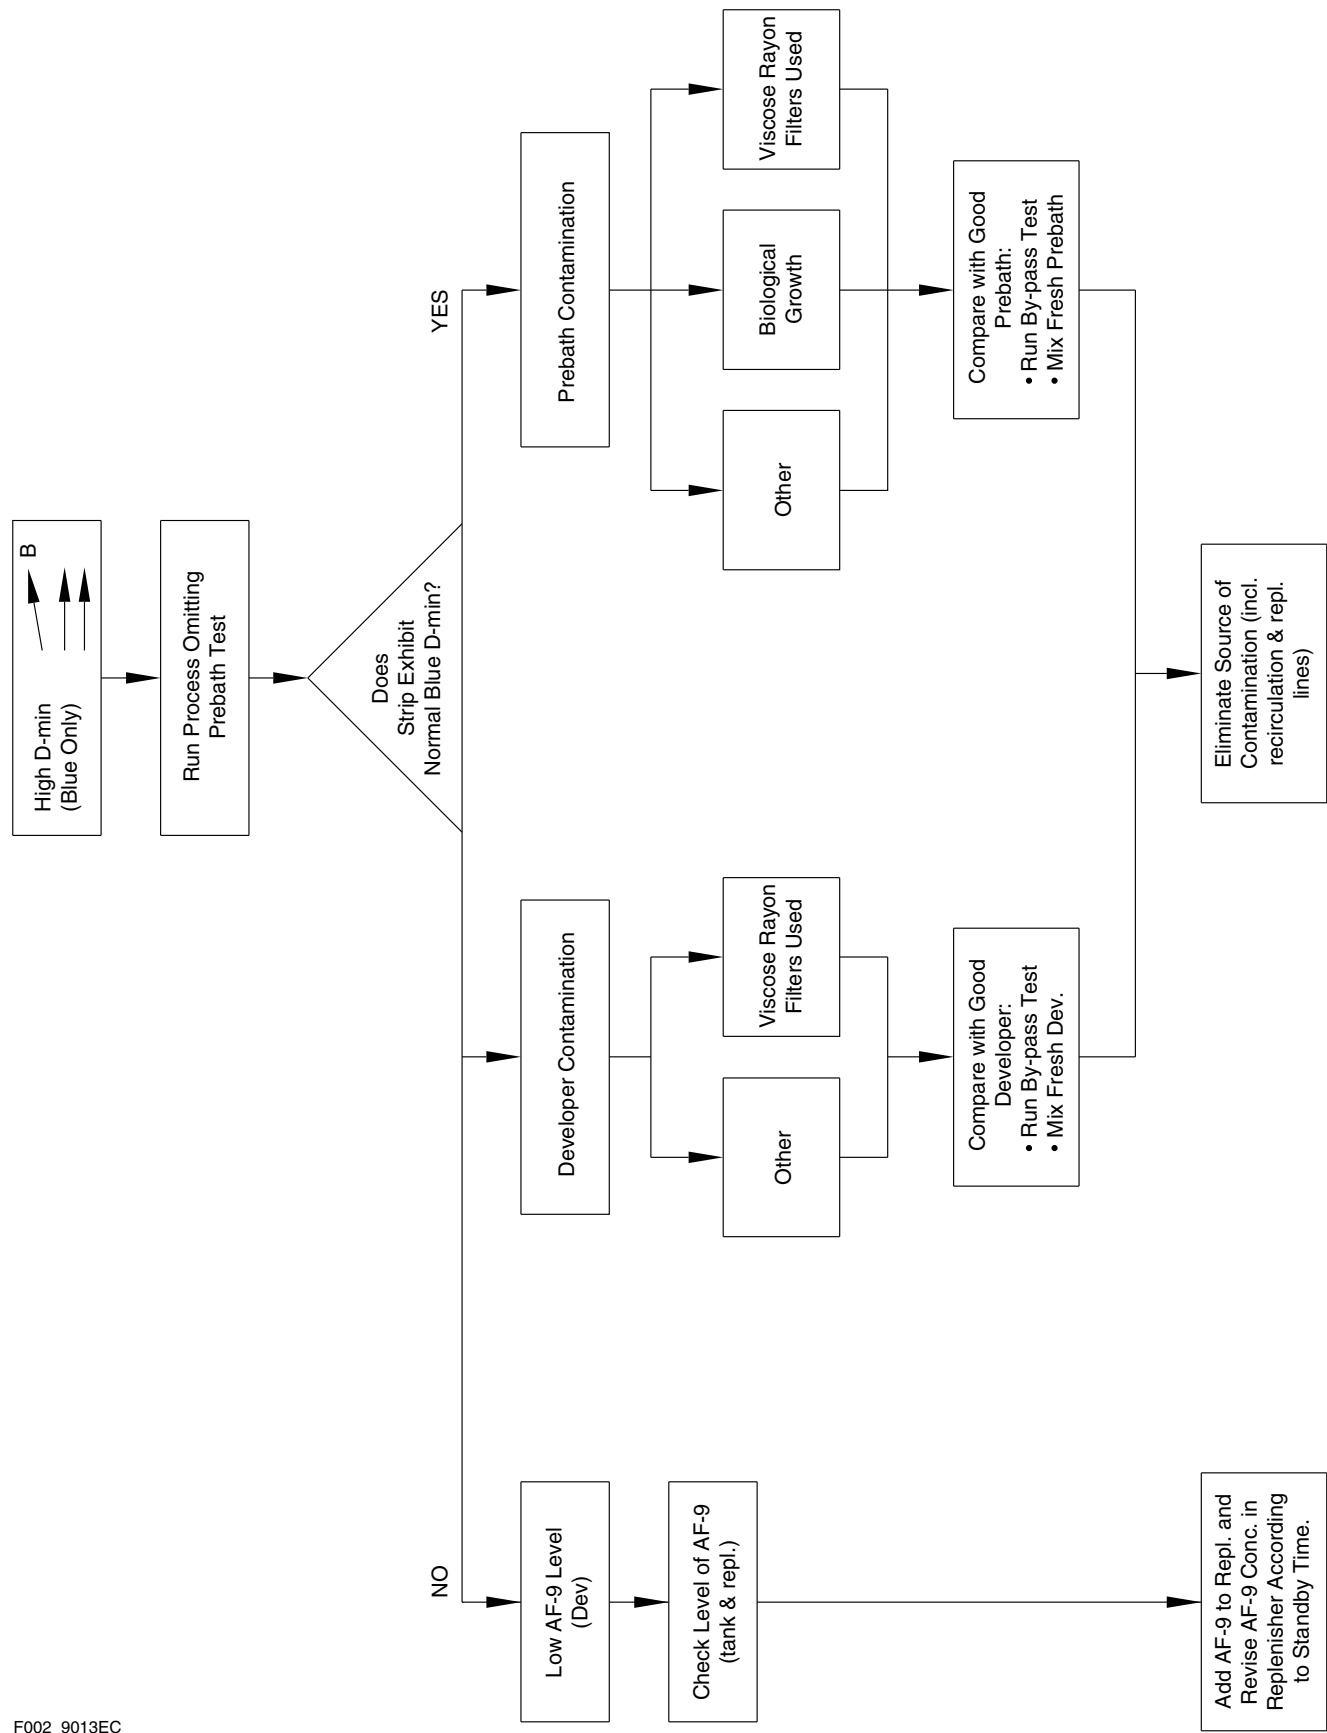 High D-min
(Blue Only)
B
Run Process Omitting
Prebath Test
Does
Strip Exhibit
Normal Blue D-min?
NO
YES
Low AF-9 Level
(Dev)
Developer Contamination
Prebath Contamination
Check Level of AF-9
(tank & repl.)
Other
Viscose Rayon
Filters Used
Other
Biological
Growth
Viscose Rayon
Filters Used
Compare with Good
Developer:
• Run By-pass Test
• Mix Fresh Dev.
Compare with Good
Prebath:
• Run By-pass Test
• Mix Fresh Prebath
Add AF-9 to Repl. and
Revise AF-9 Conc. in
Replenisher According
to Standby Time.
Eliminate Source of
Contamination (incl.
recirculation & repl.
lines)
F002_9013EC